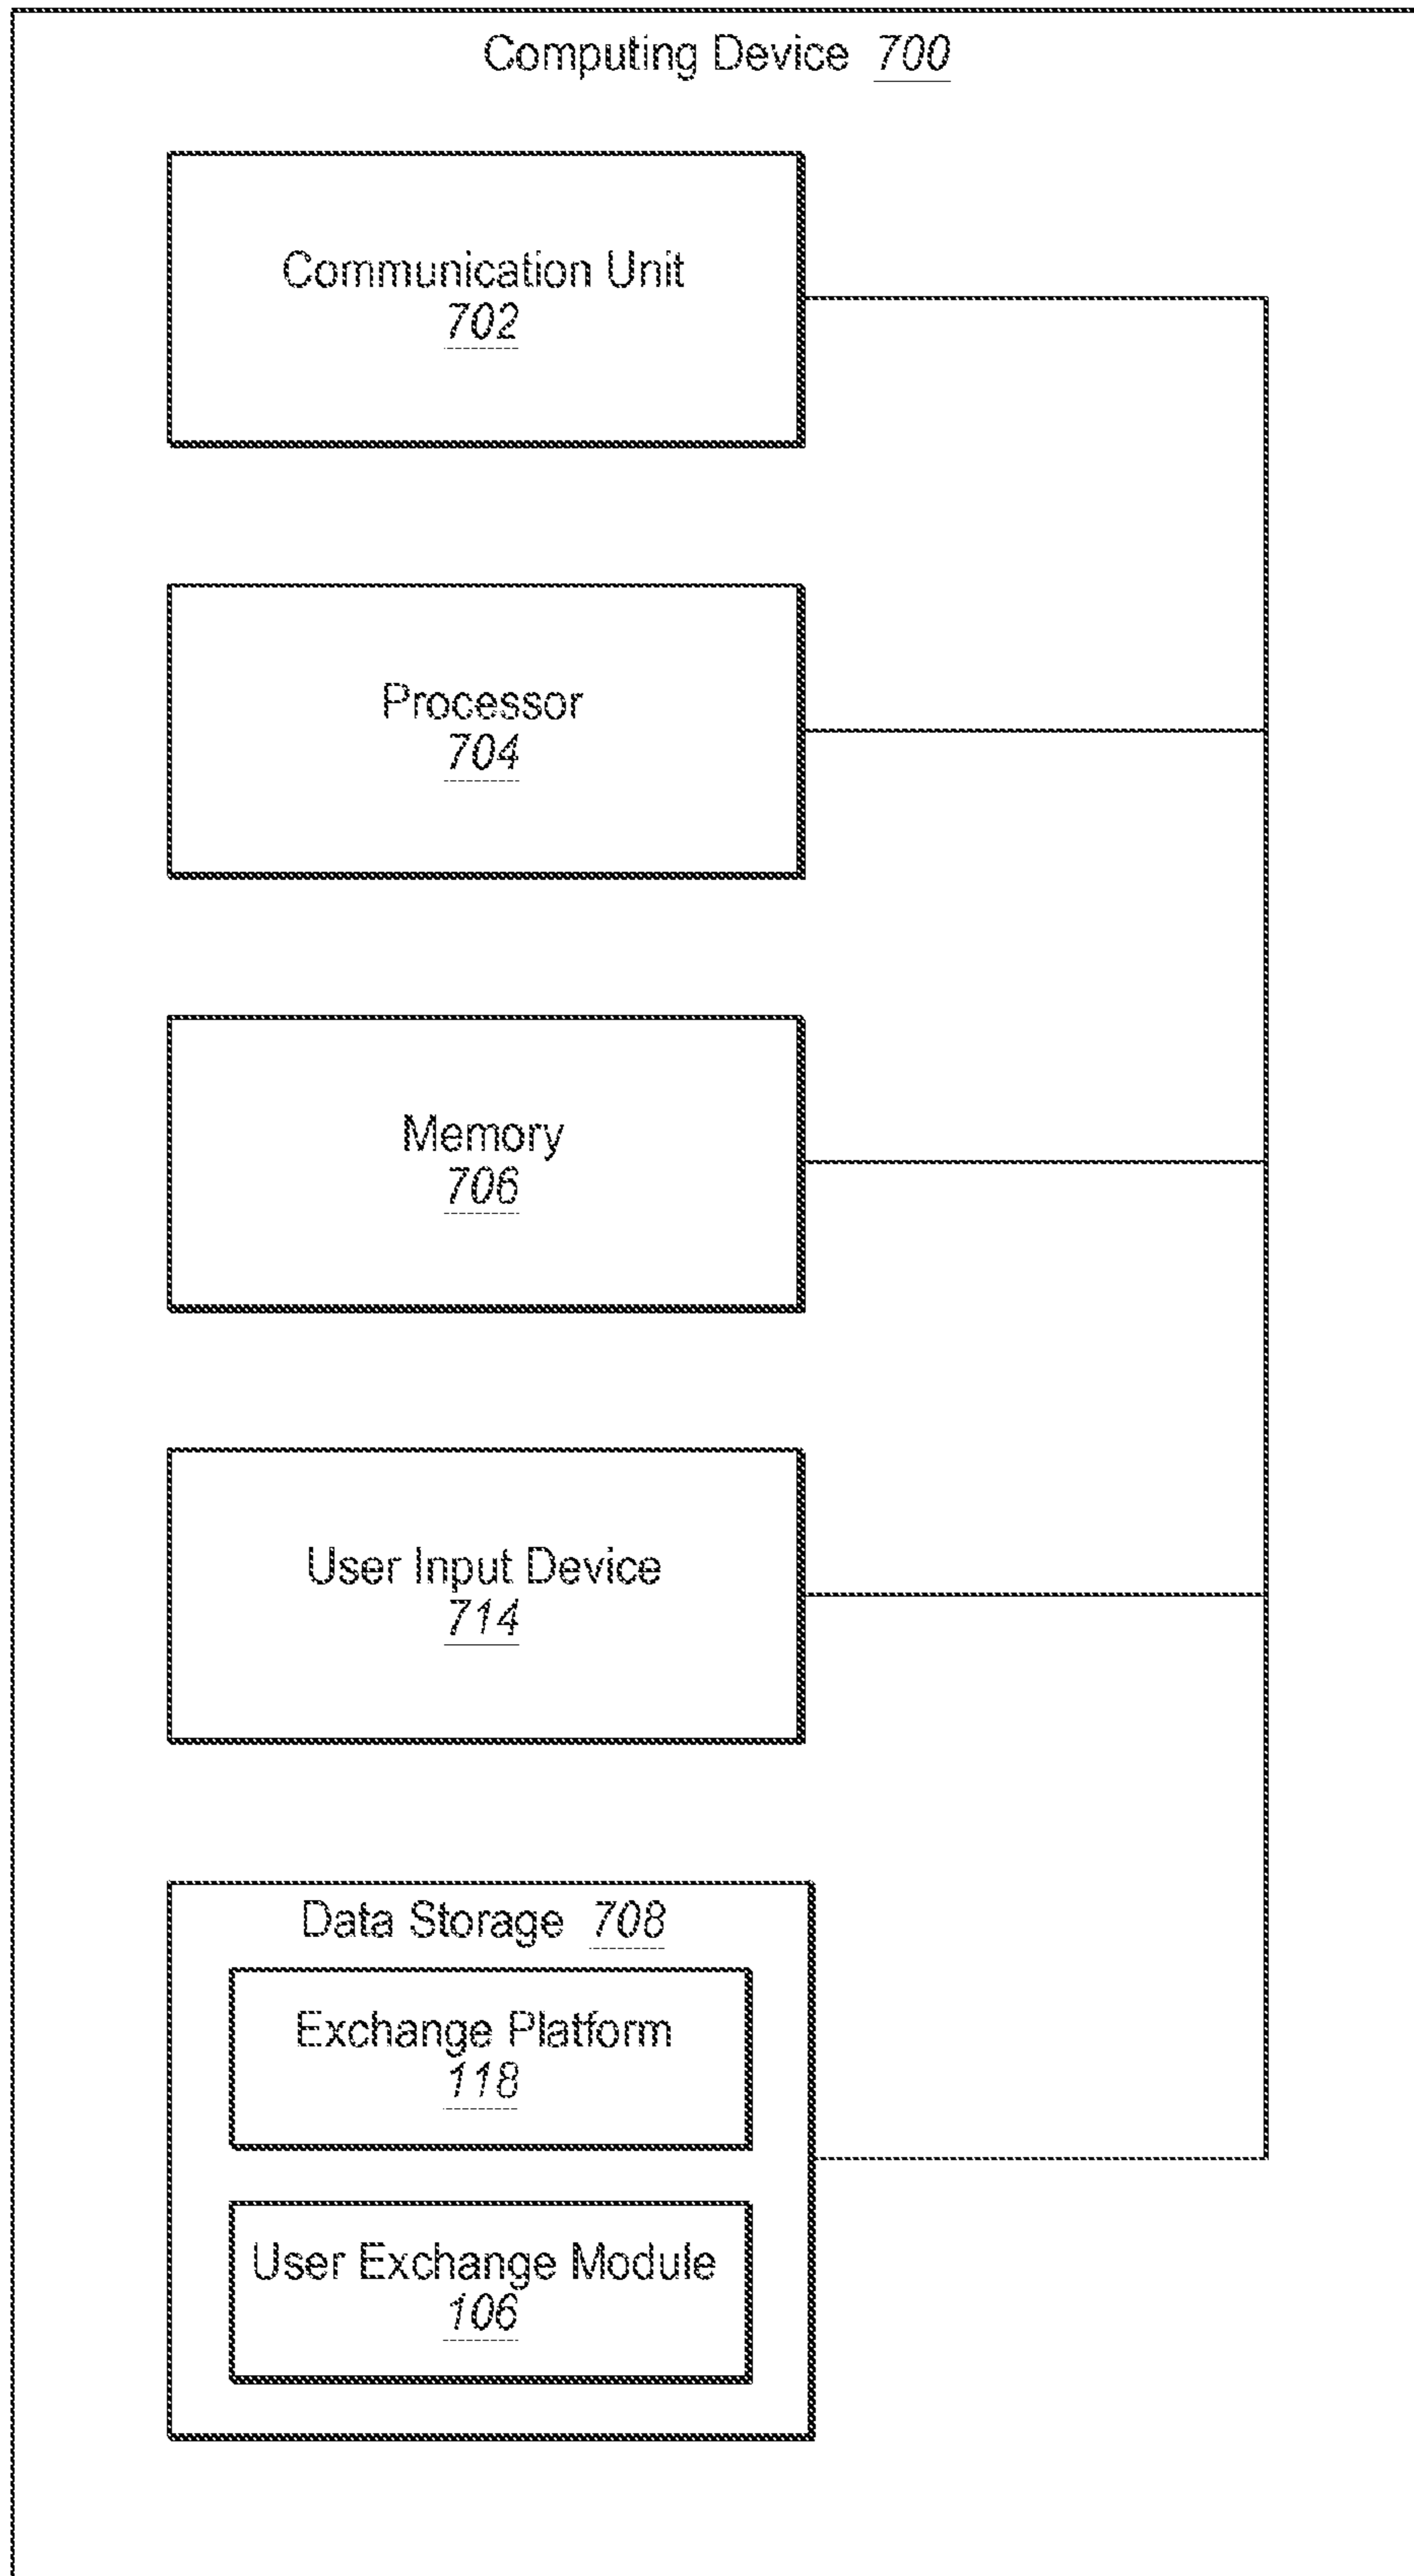 Computing Device 700
Communication Unit
702
Processor
704
Memory
706
User Input Device
714
Data Storage 708
Exchange Platform
118
User Exchange Module
106